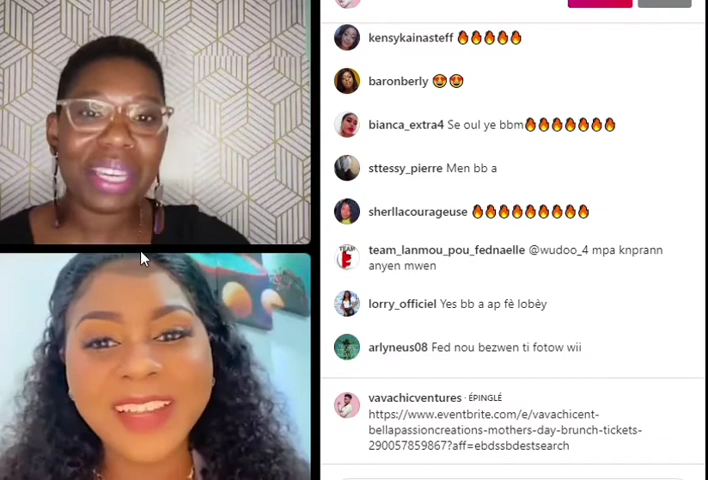 kensykainasteff 🔥🔥🔥🔥🔥
baronberly 😍😍
bianca_extra4 Se oul ye bbm🔥🔥🔥🔥🔥🔥🔥
sttessy_pierre Men bb a
sherllacourageuse 🔥🔥🔥🔥🔥🔥🔥🔥🔥
TEAM
team_lanmou_pou_fednaelle @wudoo_4 mpa knprann
anyen mwen
lorry_officiel Yes bb a ap fè lobèy
arlyneus08 Fed nou bezwen ti fotow wii
vavachicventures · ÉPINGLÉ
https://www.eventbrite.com/e/vavachicent-
bellapassioncreations-mothers-day-brunch-tickets-
290057859867?aff=ebdssbdestsearch